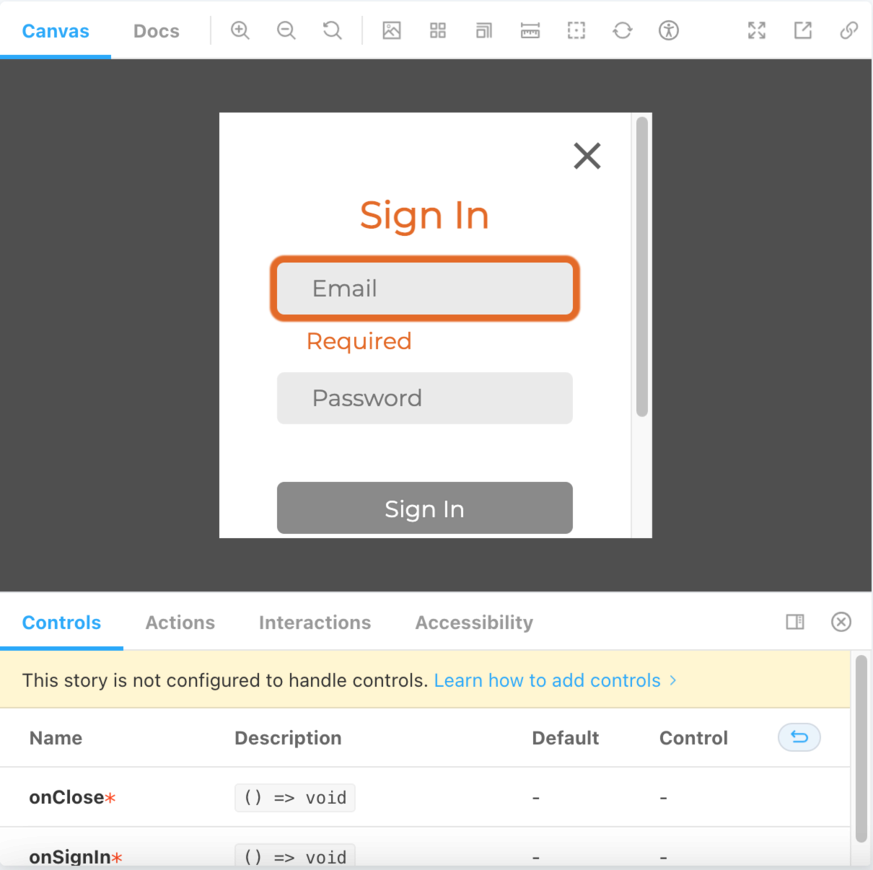 Canvas Docs
Sign In
Email
Required
Password
Sign In
Controls Actions Interactions Accessibility
This story is not configured to handle controls. Learn how to add controls >
Name Description Default Control
onClose* () => void - -
onSignIn* () => void - -